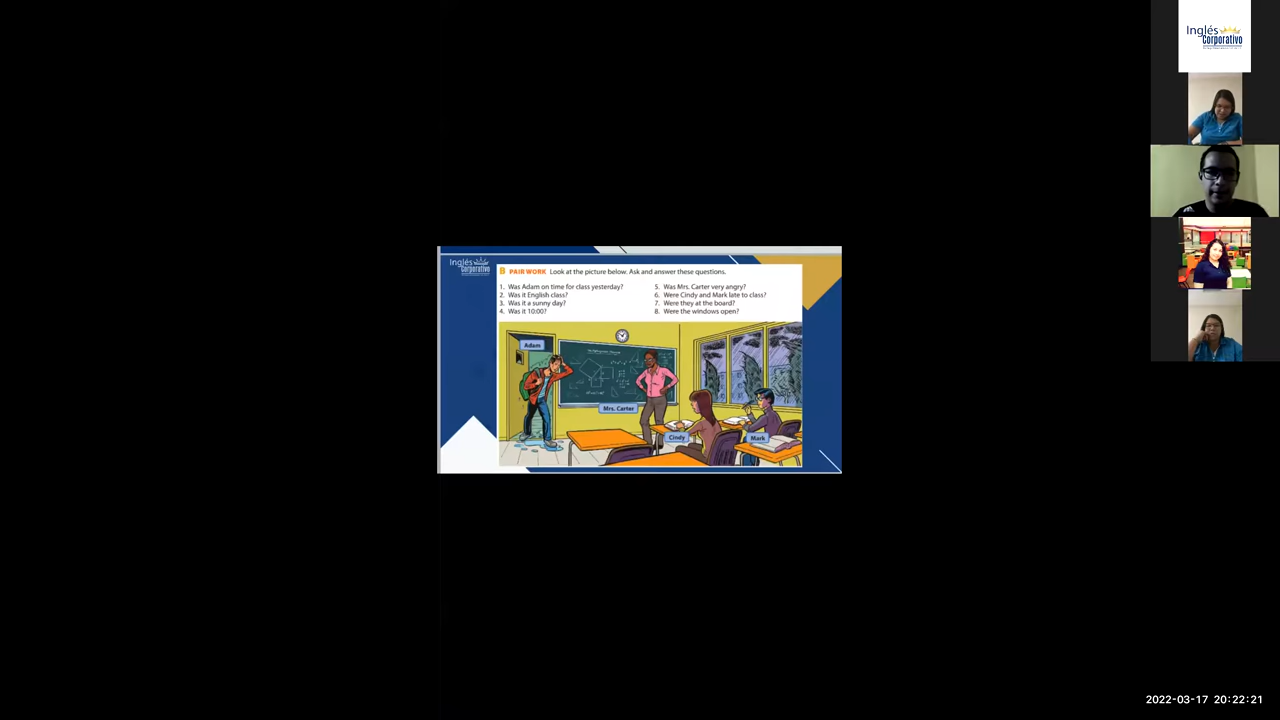 Inglés
Corporativo
Inglés
Corporativo
B PAIR WORK Look at the picture below. Ask and answer these questions.
1. Was Adam on time for class yesterday?
2. Was it English class?
3. Was it a sunny day?
4. Was it 10:00?
5. Was Mrs. Carter very angry?
6. Were Cindy and Mark late to class?
7. Were they at the board?
8. Were the windows open?
Adam
Mrs. Carter
Cindy
Mark
2022-03-17 20:22:21